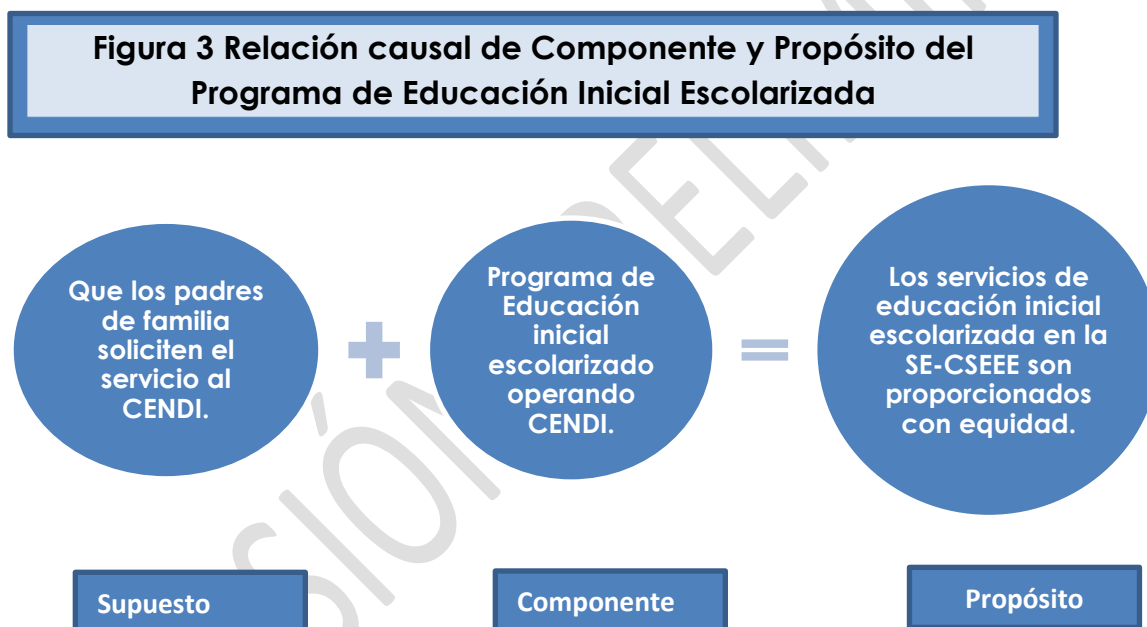 Figura 3 Relación causal de Componente y Propósito del
Programa de Educación Inicial Escolarizada
Que los padres
de familia
soliciten el
servicio al
CENDI.
Programa de
Educación
inicial
escolarizado
operando
CENDI.
Los servicios de
educación inicial
escolarizada en la
SE-CSEEE son
proporcionados
con equidad.
Supuesto
Componente
Propósito